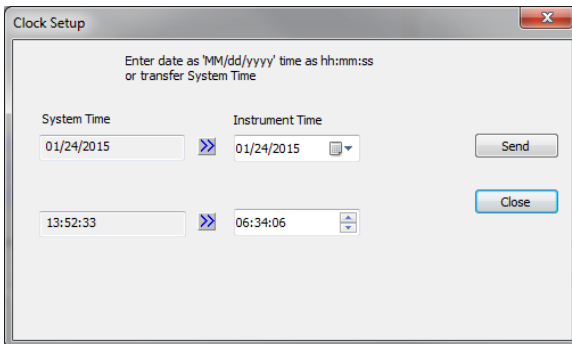 Clock Setup
X
Enter date as 'MM/dd/yyyy' time as hh:mm:ss
or transfer System Time
System Time
Instrument Time
01/24/2015
>>
01/24/2015
Send
Close
13:52:33
>>
06:34:06